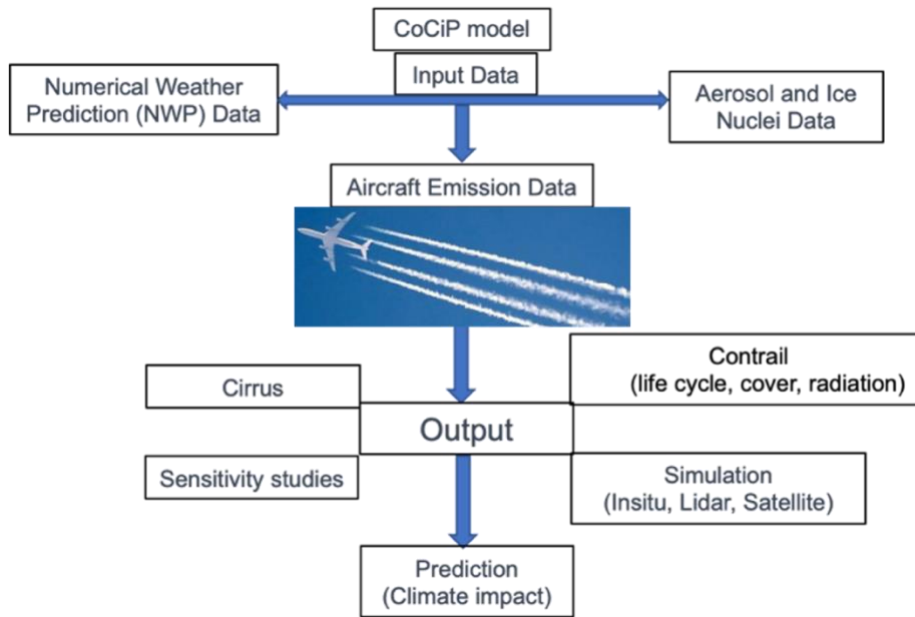 CoCiP model
Input Data
Numerical Weather
Prediction (NWP) Data
Aerosol and Ice
Nuclei Data
Aircraft Emission Data
Cirrus
Contrail
(life cycle, cover, radiation)
Output
Sensitivity studies
Simulation
(Insitu, Lidar, Satellite)
Prediction
(Climate impact)